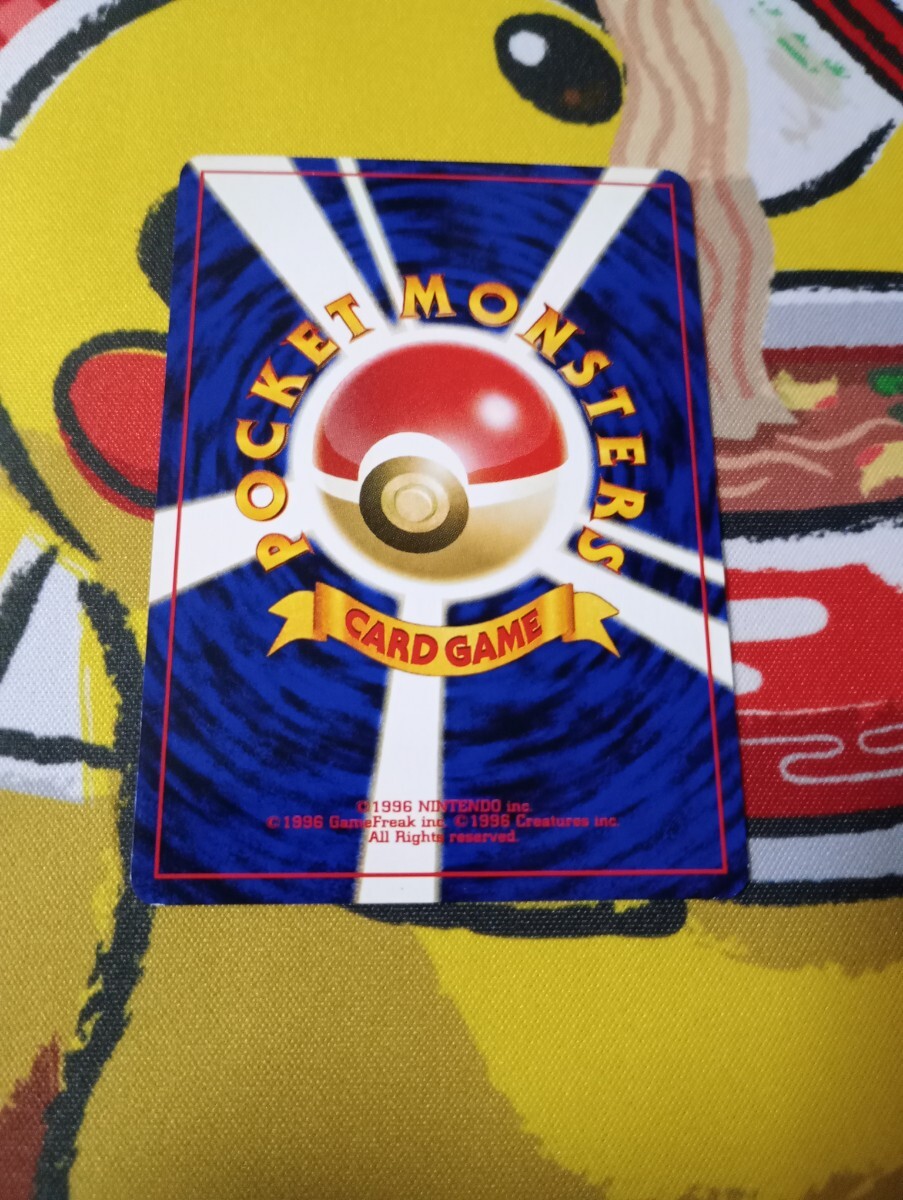 POCKET MONSTERS
CARD GAME
©1996 NINTENDO inc.
©1996 GameFreak inc. ©1996 Creatures inc.
All Rights reserved.